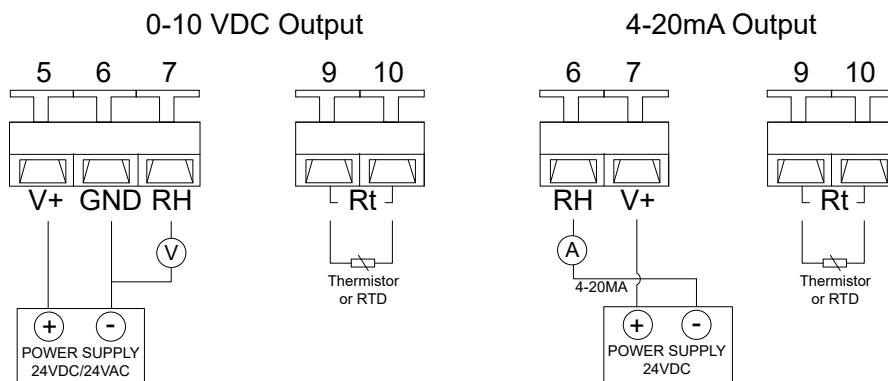 0-10 VDC Output
5 6 7
V+ GND RH
V
+ -
POWER SUPPLY
24VDC/24VAC
9 10
Rt
Thermistor
or RTD
4-20mA Output
6 7
RH V+
A
4-20MA
+ -
POWER SUPPLY
24VDC
9 10
Rt
Thermistor
or RTD